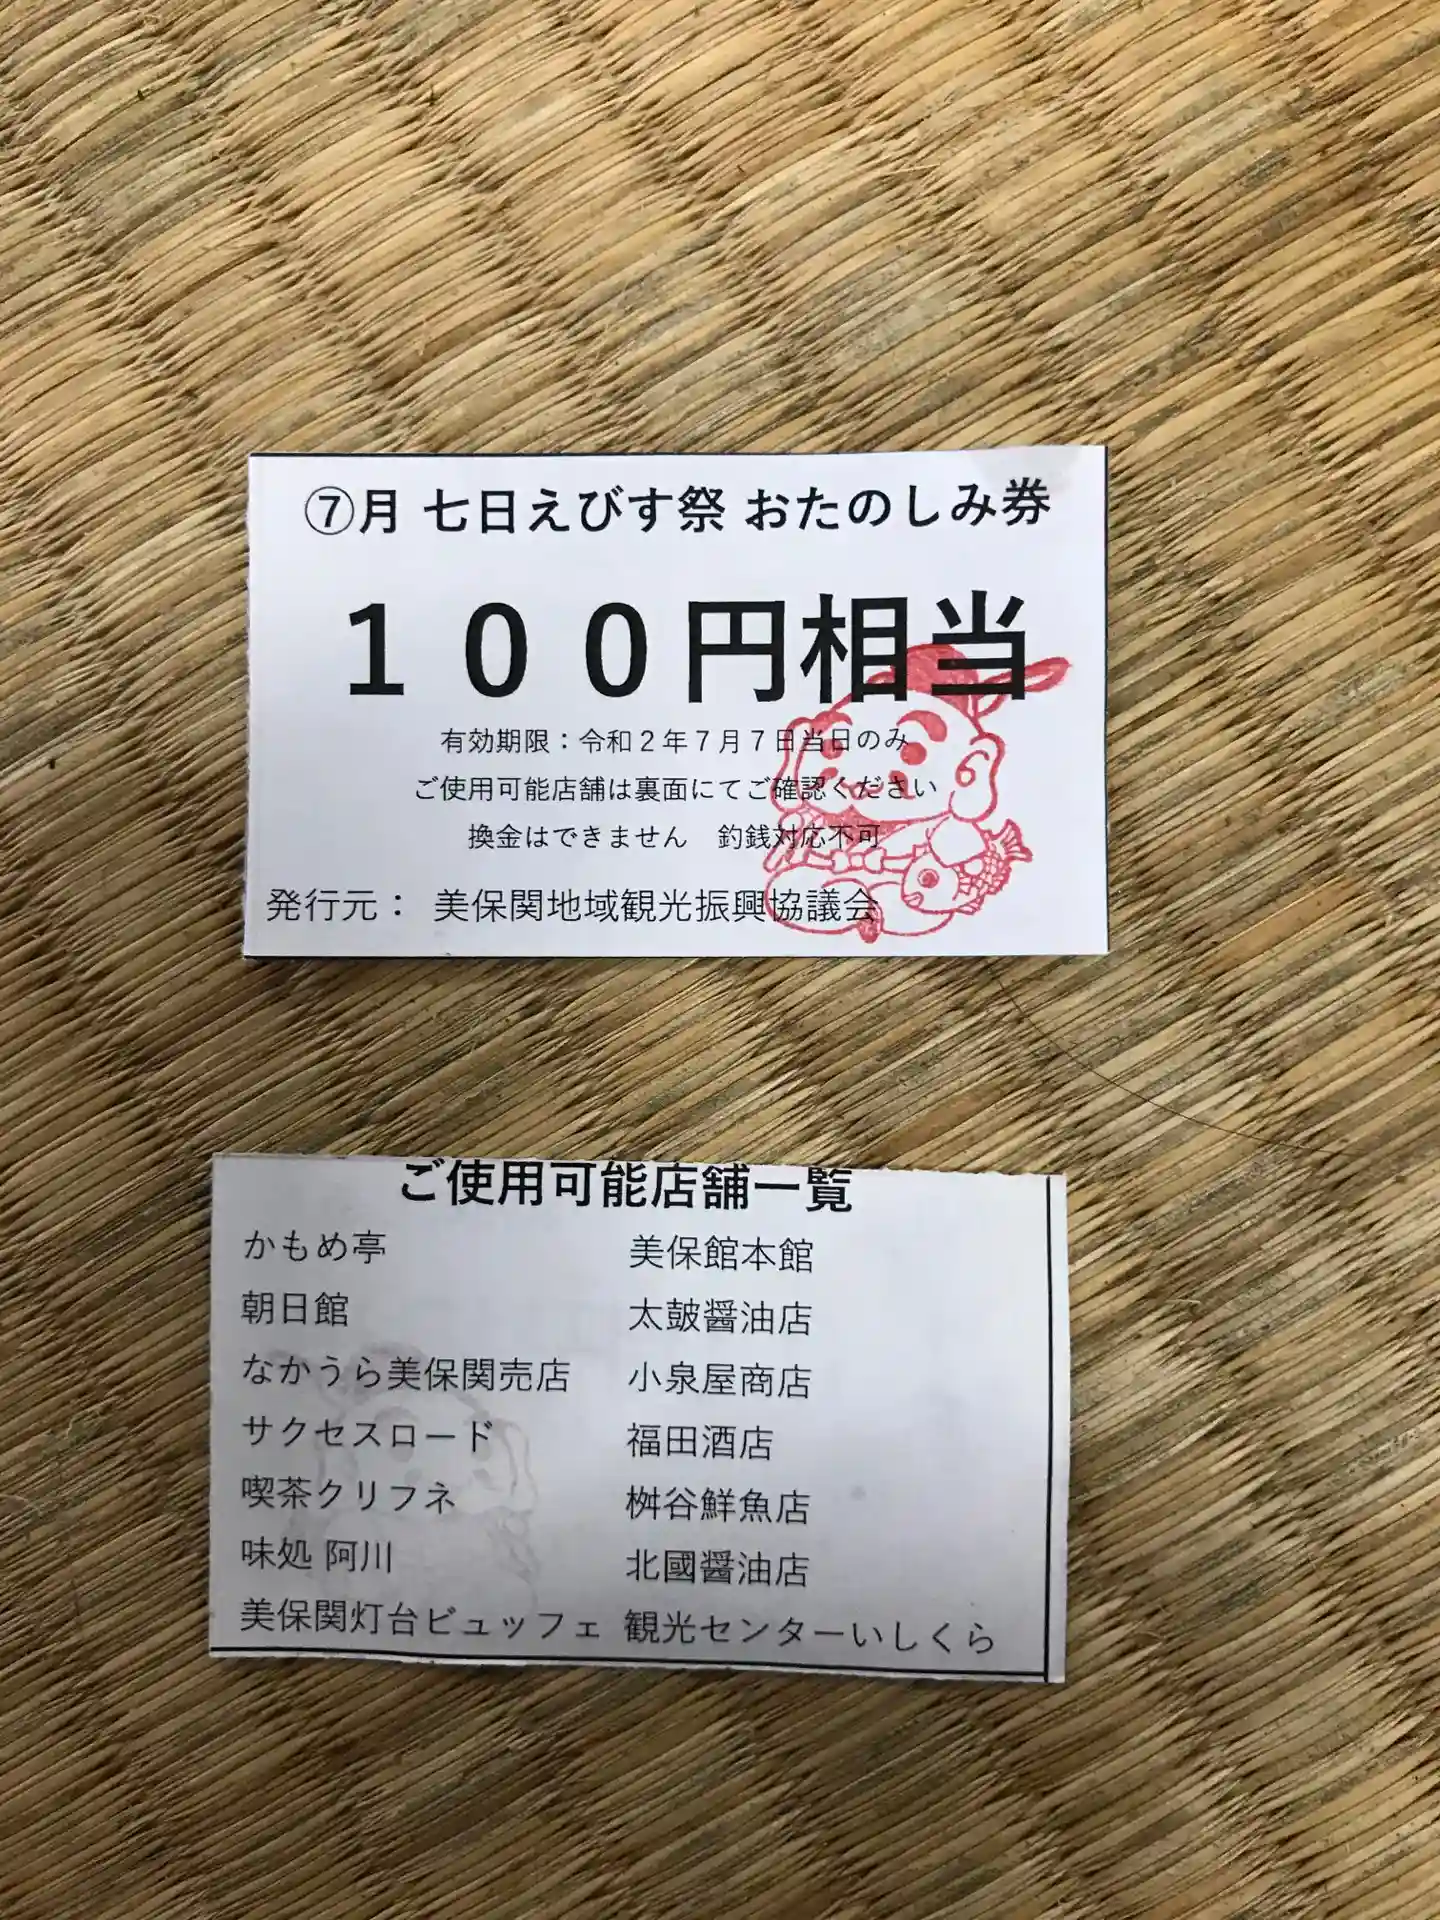 ⑦月 七日えびす祭 おたのしみ券
１００円相当
有効期限：令和２年７月７日当日のみ
ご使用可能店舗は裏面にてご確認ください
換金はできません　釣銭対応不可
発行元： 美保関地域観光振興協議会
ご使用可能店舗一覧
かもめ亭 美保館本館
朝日館 太鼓醤油店
なかうら美保関売店 小泉屋商店
サクセスロード 福田酒店
喫茶クリフネ 桝谷鮮魚店
味処 阿川 北國醤油店
美保関灯台ビュッフェ 観光センターいしくら